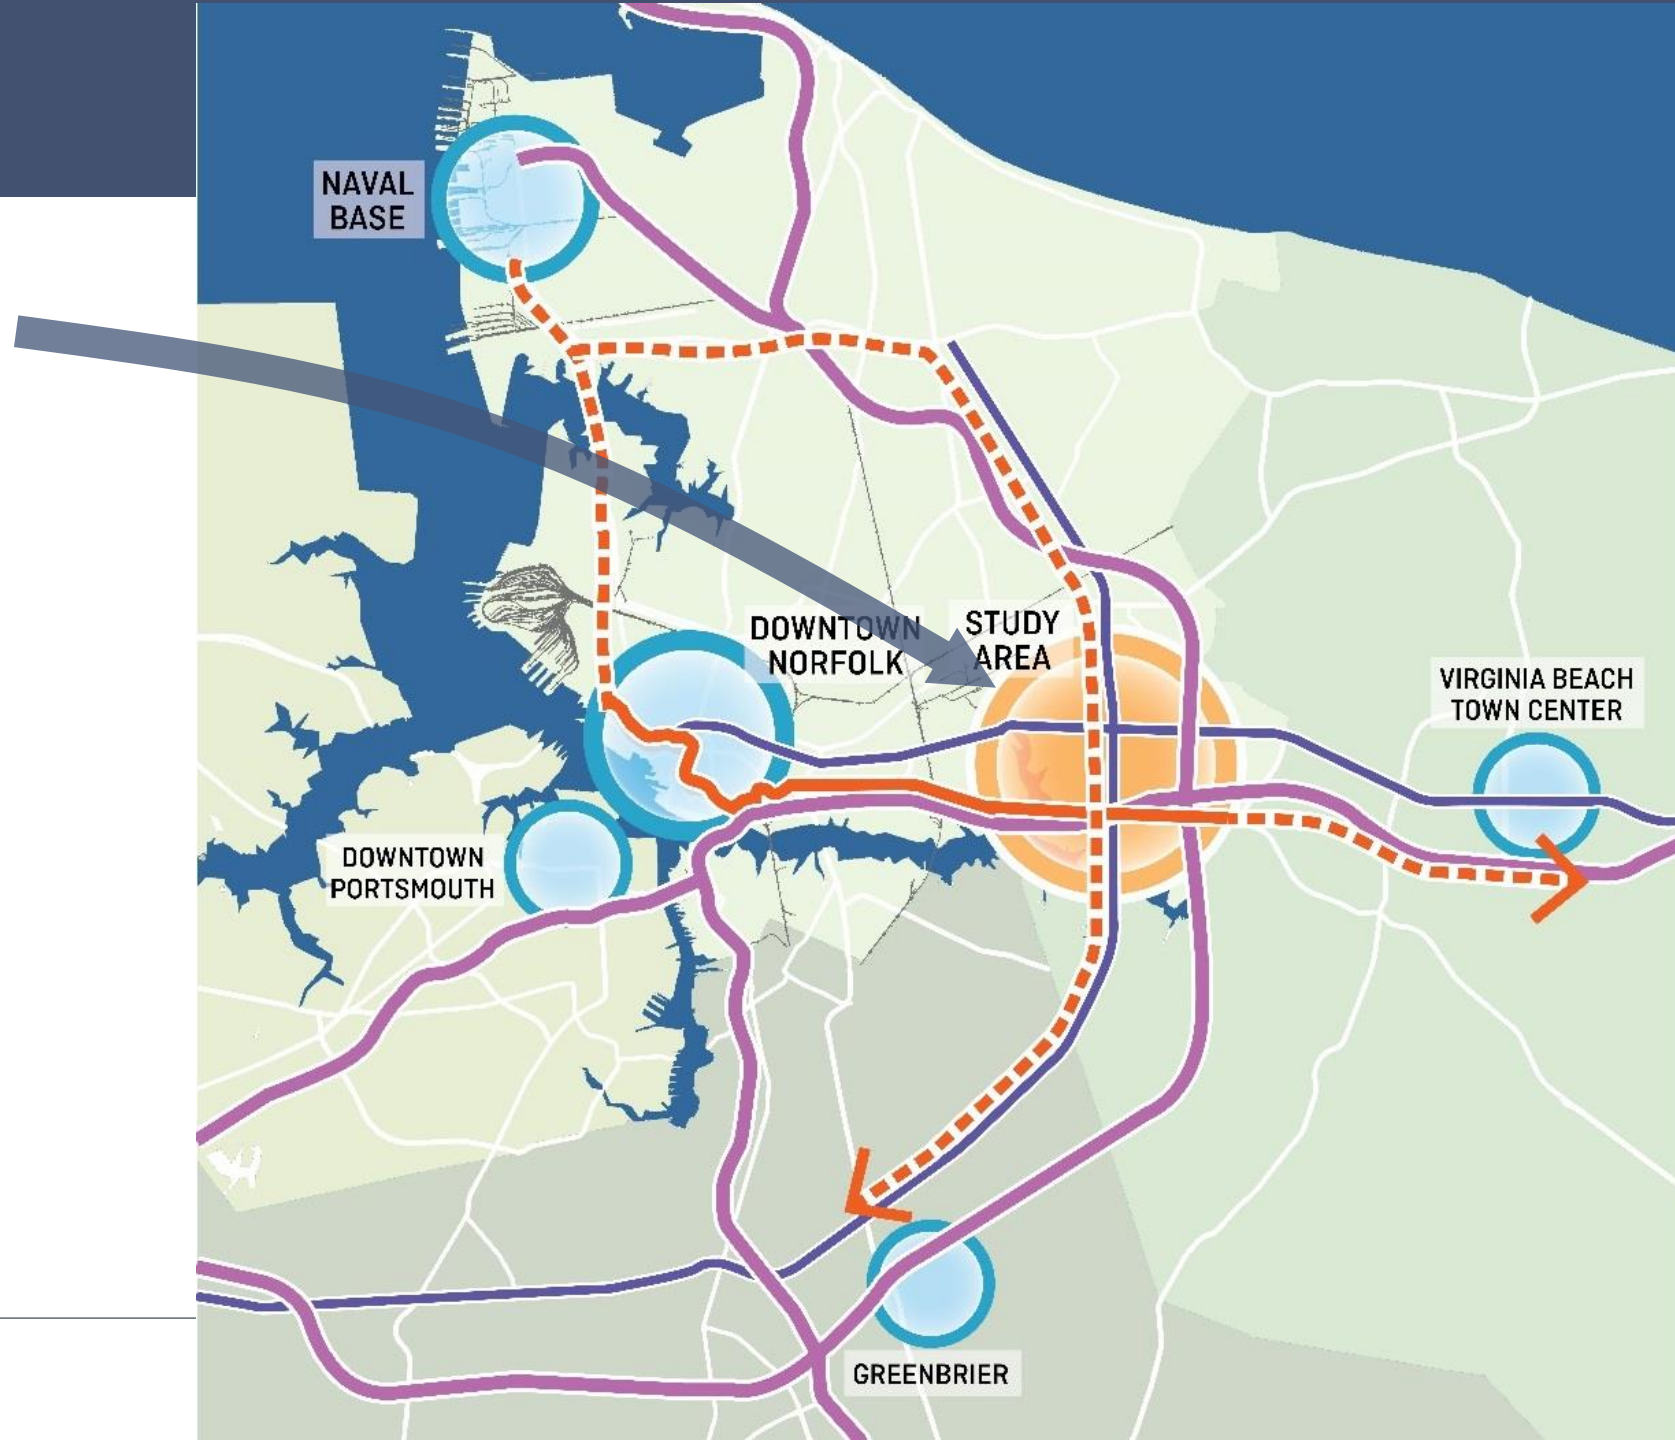 NAVAL
BASE
DOWNTOWN
NORFOLK
STUDY
AREA
VIRGINIA BEACH
TOWN CENTER
DOWNTOWN
PORTSMOUTH
GREENBRIER